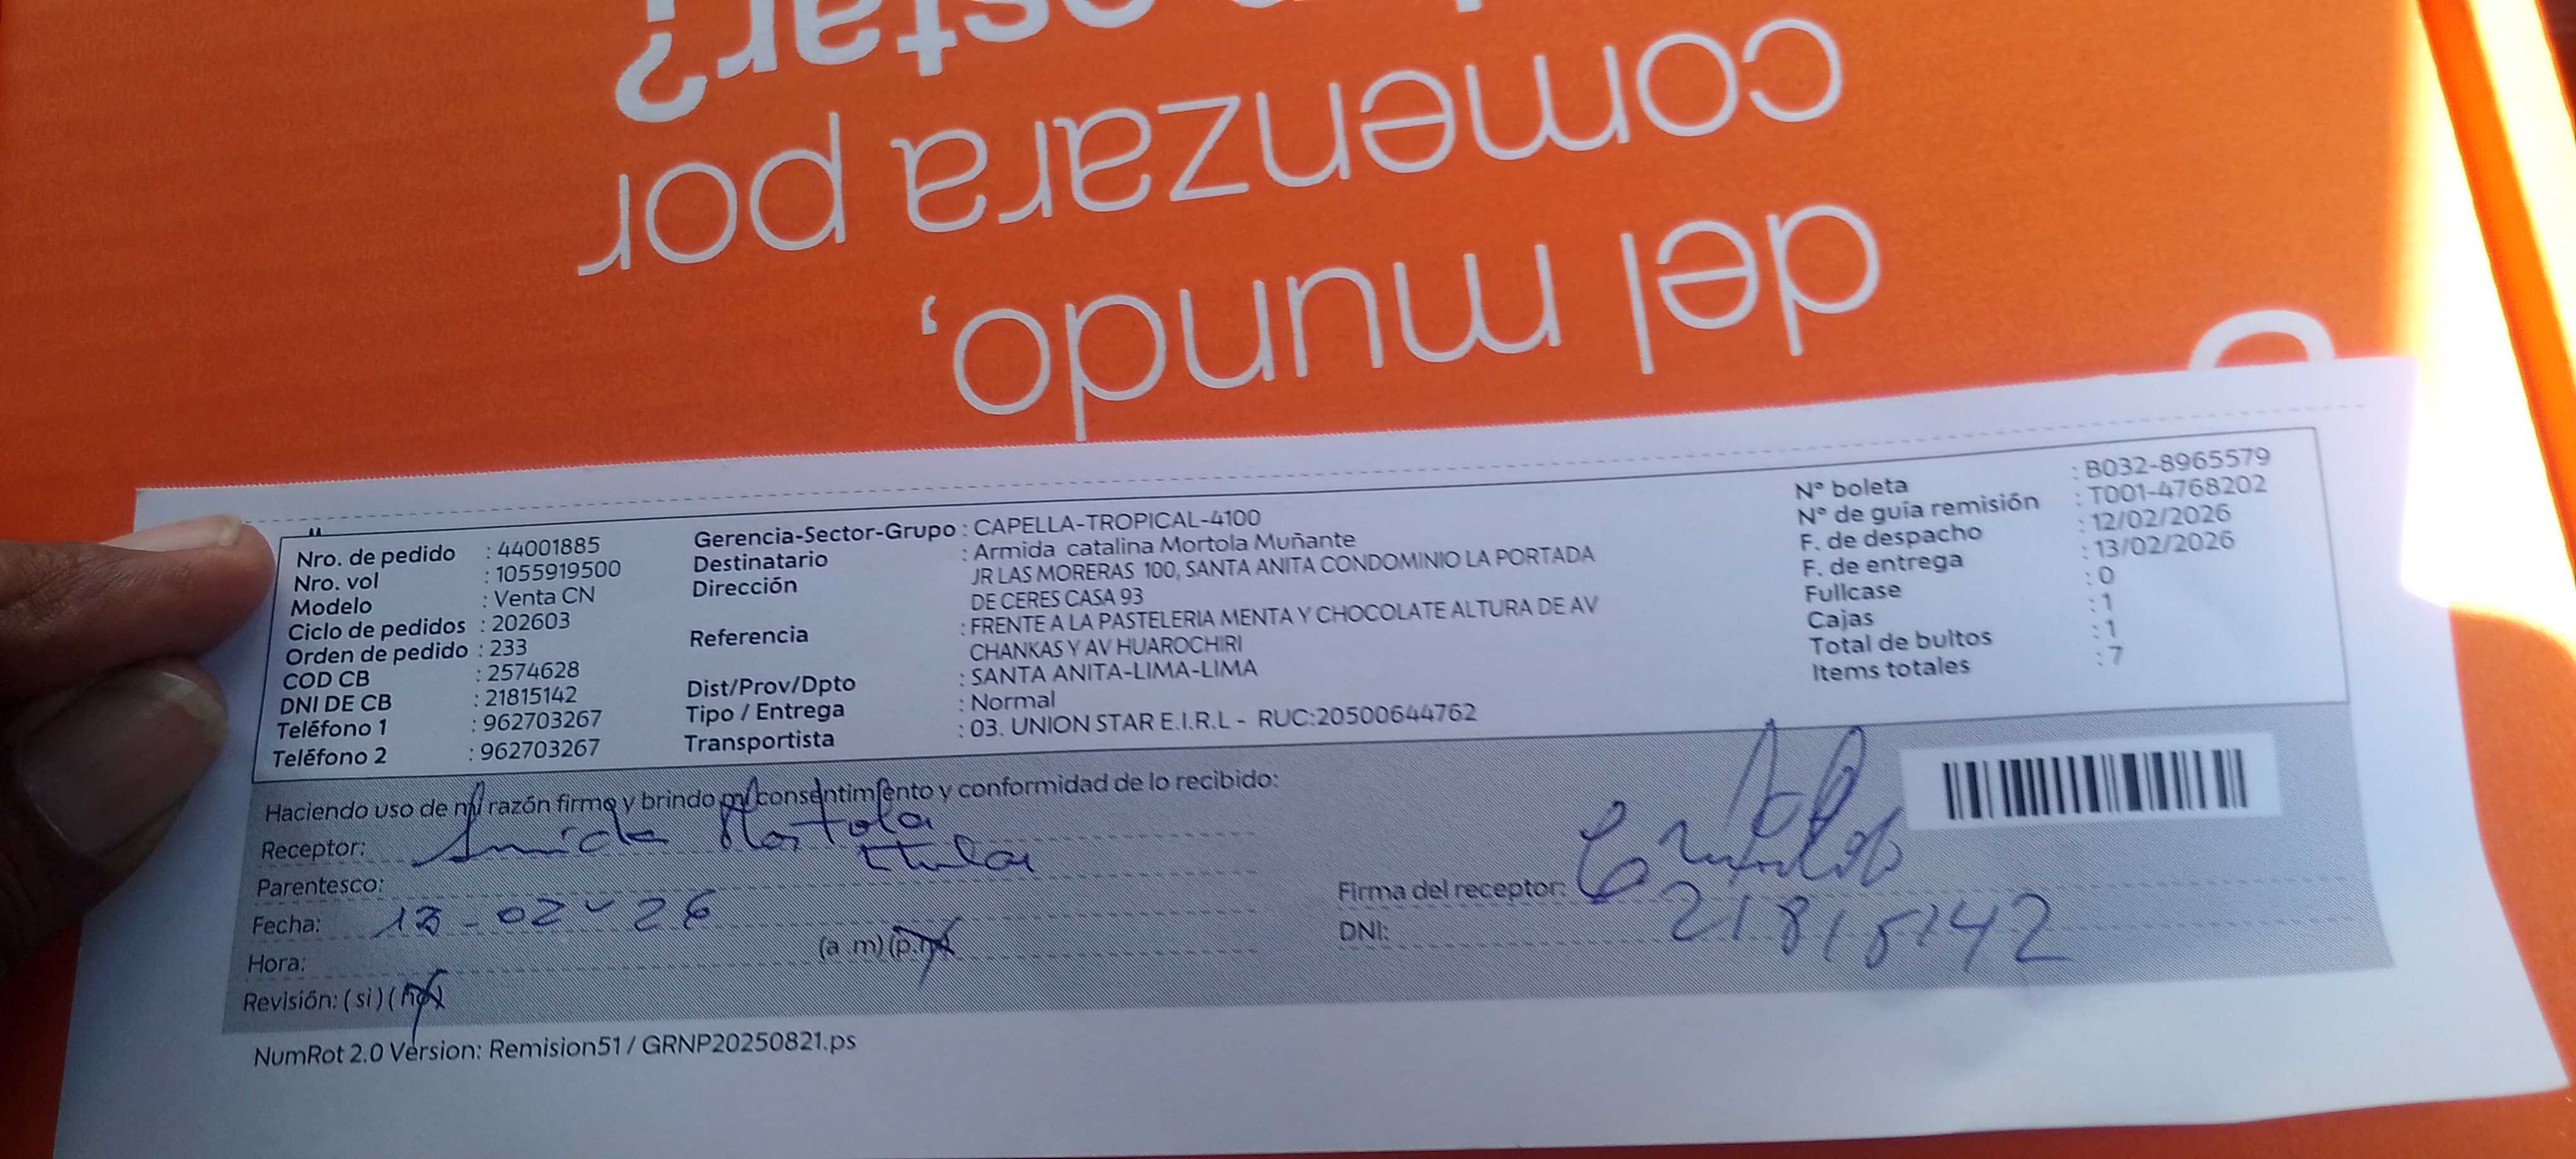 del mundo,
comenzara por
estar?
Nro. de pedido : 44001885
Nro. vol : 1055919500
Modelo : Venta CN
Ciclo de pedidos : 202603
Orden de pedido : 233
COD CB : 2574628
DNI DE CB : 21815142
Teléfono 1 : 962703267
Teléfono 2 : 962703267
Gerencia-Sector-Grupo : CAPELLA-TROPICAL-4100
Destinatario : Armida catalina Mortola Muñante
Dirección JR LAS MORERAS 100, SANTA ANITA CONDOMINIO LA PORTADA
DE CERES CASA 93
Referencia : FRENTE A LA PASTELERIA MENTA Y CHOCOLATE ALTURA DE AV
CHANKAS Y AV HUAROCHIRI
Dist/Prov/Dpto : SANTA ANITA-LIMA-LIMA
Tipo / Entrega : Normal
Transportista : 03. UNION STAR E.I.R.L - RUC:20500644762
N° boleta : B032-8965579
N° de guía remisión : T001-4768202
F. de despacho : 12/02/2026
F. de entrega : 13/02/2026
Fullcase : 0
Cajas : 1
Total de bultos : 1
Items totales : 7
Haciendo uso de mi razón firmo y brindo mi consentimiento y conformidad de lo recibido:
Receptor: Armida Mortola
Parentesco: titular
Fecha: 13-02-26
Hora: (a.m)(p.m)
Revisión: (si)(no)
Firma del receptor:
DNI: 21815142
NumRot 2.0 Version: Remision51 / GRNP20250821.ps